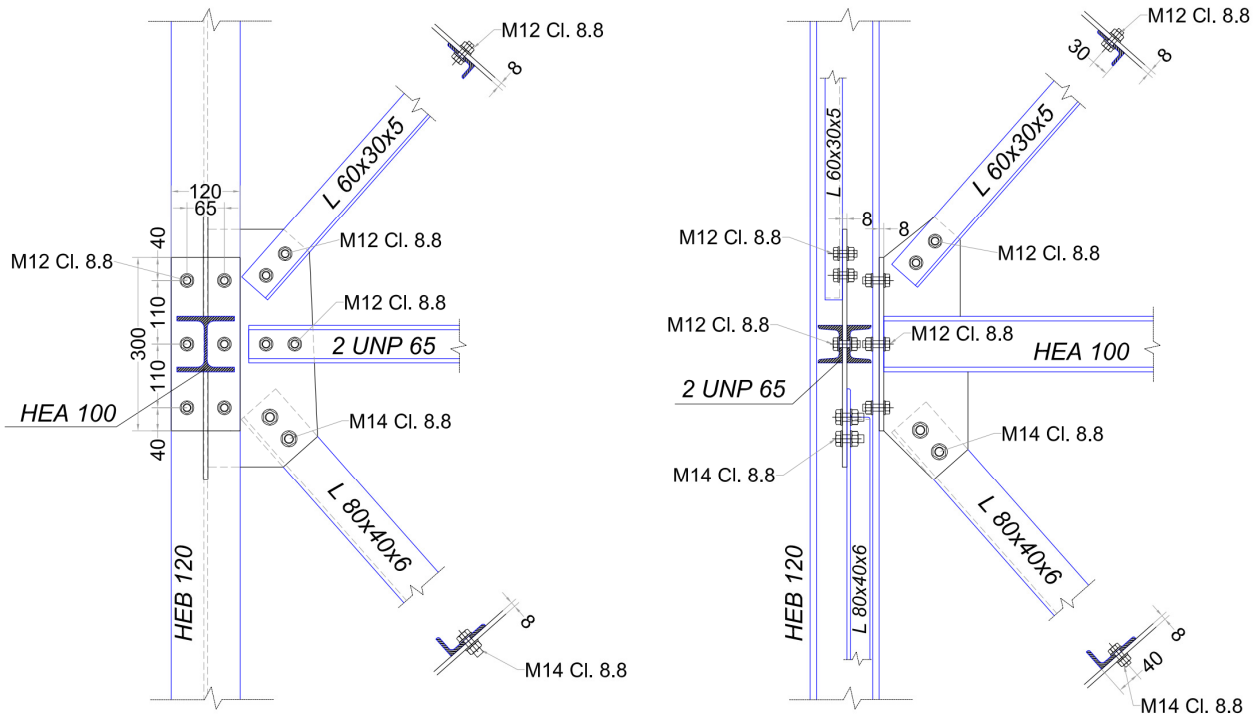 M12 Cl. 8.8
8
L 60x30x5
120
65
40
M12 Cl. 8.8
M12 Cl. 8.8
110
M12 Cl. 8.8
300
2 UNP 65
110
HEA 100
M14 Cl. 8.8
40
L 80x40x6
HEB 120
8
M14 Cl. 8.8
M12 Cl. 8.8
30
8
L 60x30x5
L 60x30x5
8
8
M12 Cl. 8.8
M12 Cl. 8.8
M12 Cl. 8.8
M12 Cl. 8.8
HEA 100
2 UNP 65
M14 Cl. 8.8
M14 Cl. 8.8
L 80x40x6
HEB 120
L 80x40x6
8
40
M14 Cl. 8.8